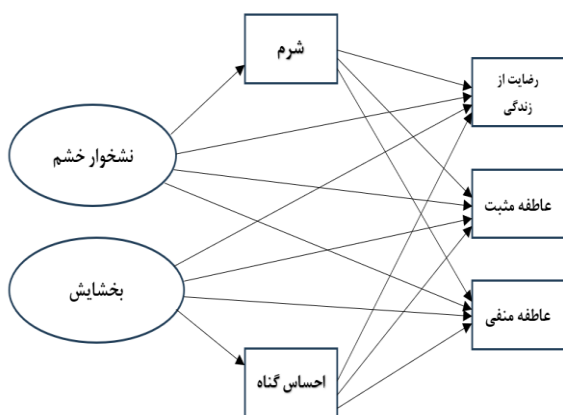 شرم
رضایت از
زندگی
نشخوار خشم
عاطفه مثبت
بخشایش
عاطفه منفی
احساس گناه